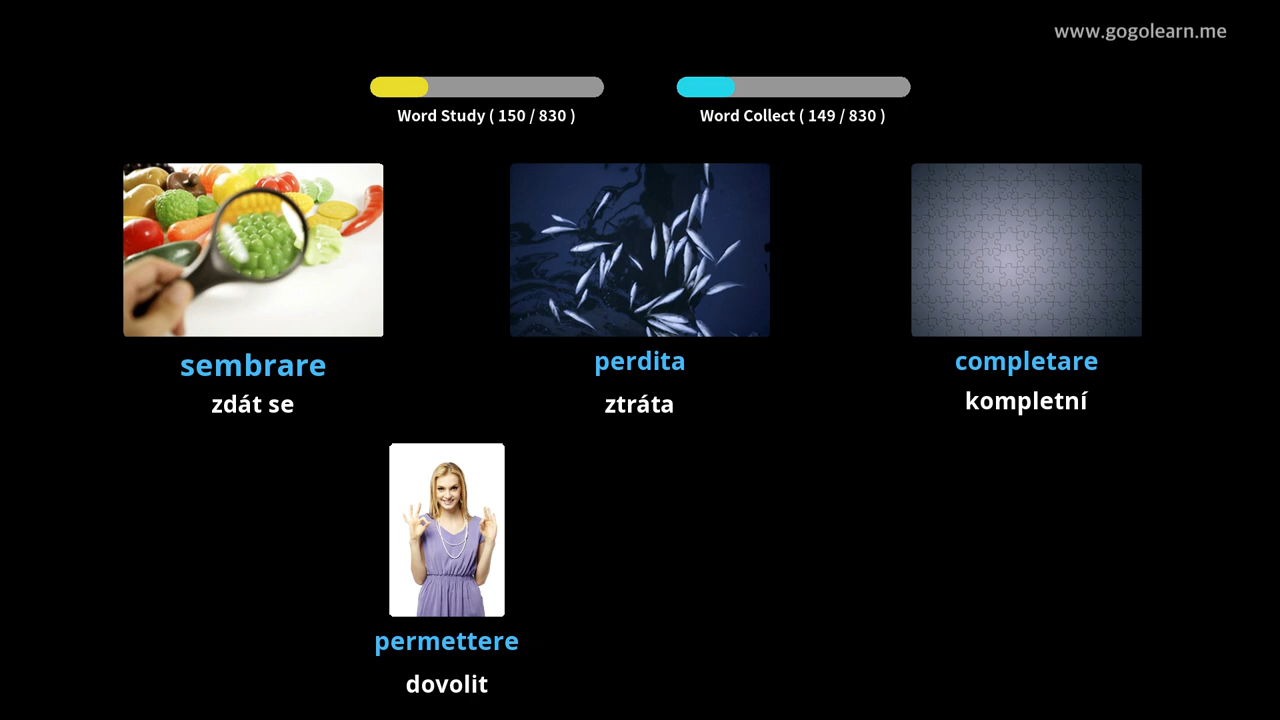 www.gogolearn.me
Word Study ( 150 / 830 )
Word Collect ( 149 / 830 )
sembrare
zdát se
perdita
ztráta
completare
kompletní
permettere
dovolit